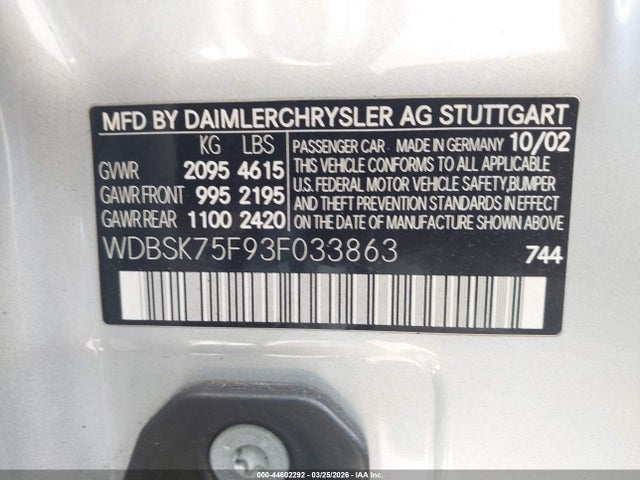 MFD BY DAIMLERCHRYSLER AG STUTTGART
KG LBS
GVWR 2095 4615
GAWR FRONT 995 2195
GAWR REAR 1100 2420
PASSENGER CAR MADE IN GERMANY 10/02
THIS VEHICLE CONFORMS TO ALL APPLICABLE
U.S. FEDERAL MOTOR VEHICLE SAFETY, BUMPER
AND THEFT PREVENTION STANDARDS IN EFFECT
ON THE DATE OF MANUFACTURE SHOWN ABOVE.
WDBSK75F93F033863
744
000-44602292 - 03/25/2026 - IAAI.COM